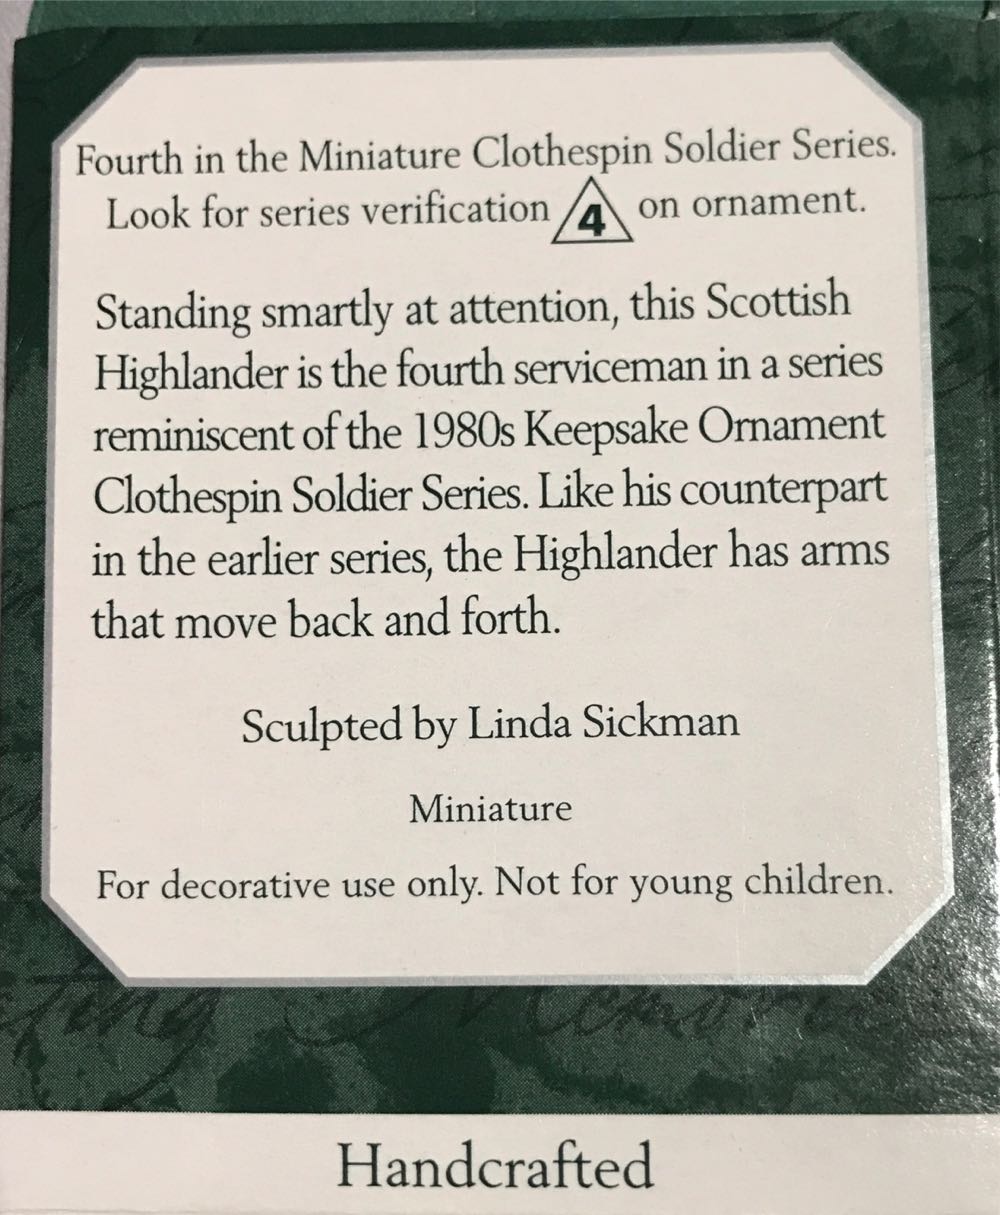 Fourth in the Miniature Clothespin Soldier Series.
Look for series verification 4 on ornament.
Standing smartly at attention, this Scottish
Highlander is the fourth serviceman in a series
reminiscent of the 1980s Keepsake Ornament
Clothespin Soldier Series. Like his counterpart
in the earlier series, the Highlander has arms
that move back and forth.
Sculpted by Linda Sickman
Miniature
For decorative use only. Not for young children.
Handcrafted